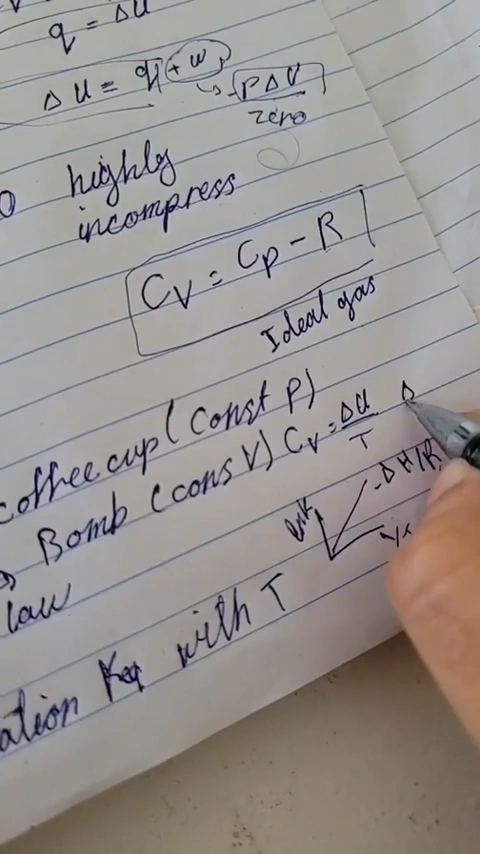 q = ΔU
ΔU = q + w
-PΔV
zero
highly
incompress
Cv = Cp - R
Ideal gas
coffee cup (const P)
Bomb (cons V) Cv = ΔU/T Δ
-ΔH/R
lnK
law
ation Keq with T